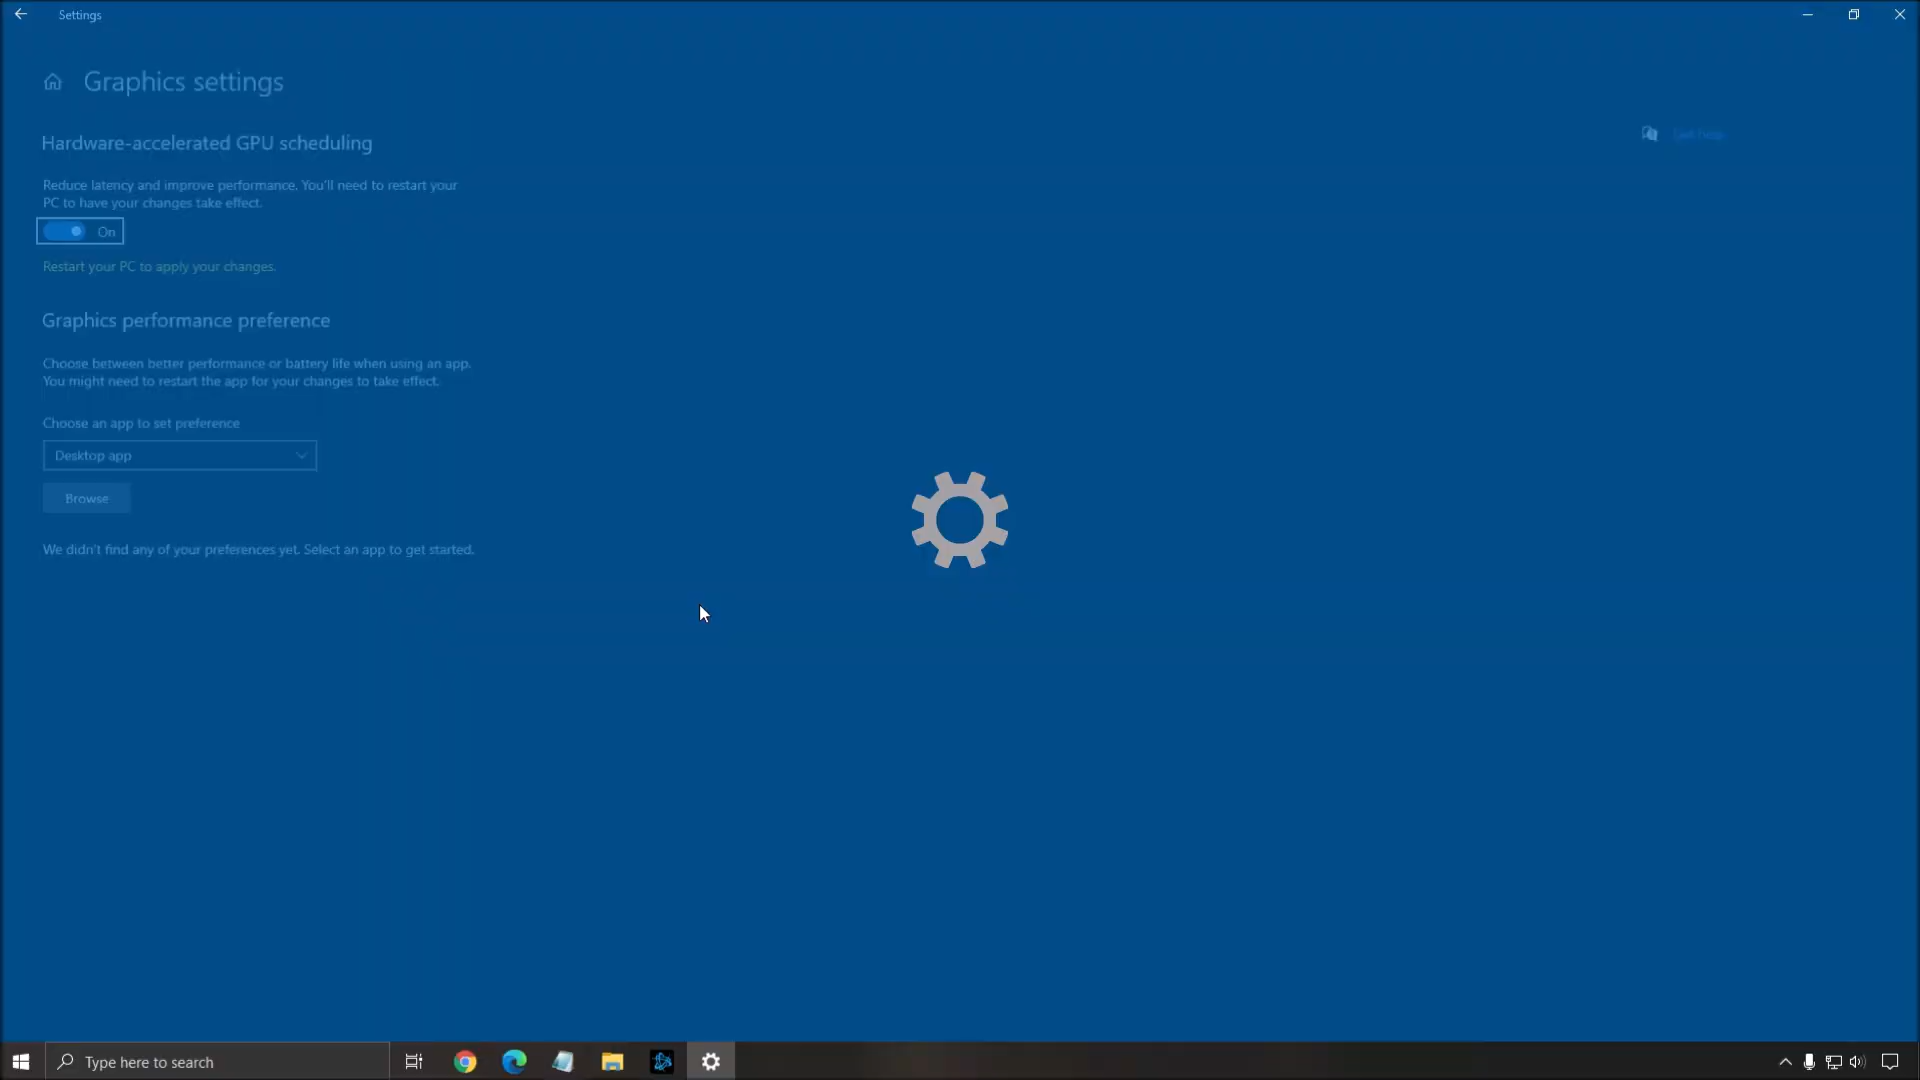 Settings
Graphics settings
Hardware-accelerated GPU scheduling
Get help
Reduce latency and improve performance. You'll need to restart your
PC to have your changes take effect.
On
Restart your PC to apply your changes.
Graphics performance preference
Choose between better performance or battery life when using an app.
You might need to restart the app for your changes to take effect.
Choose an app to set preference
Desktop app
Browse
We didn't find any of your preferences yet. Select an app to get started.
Type here to search